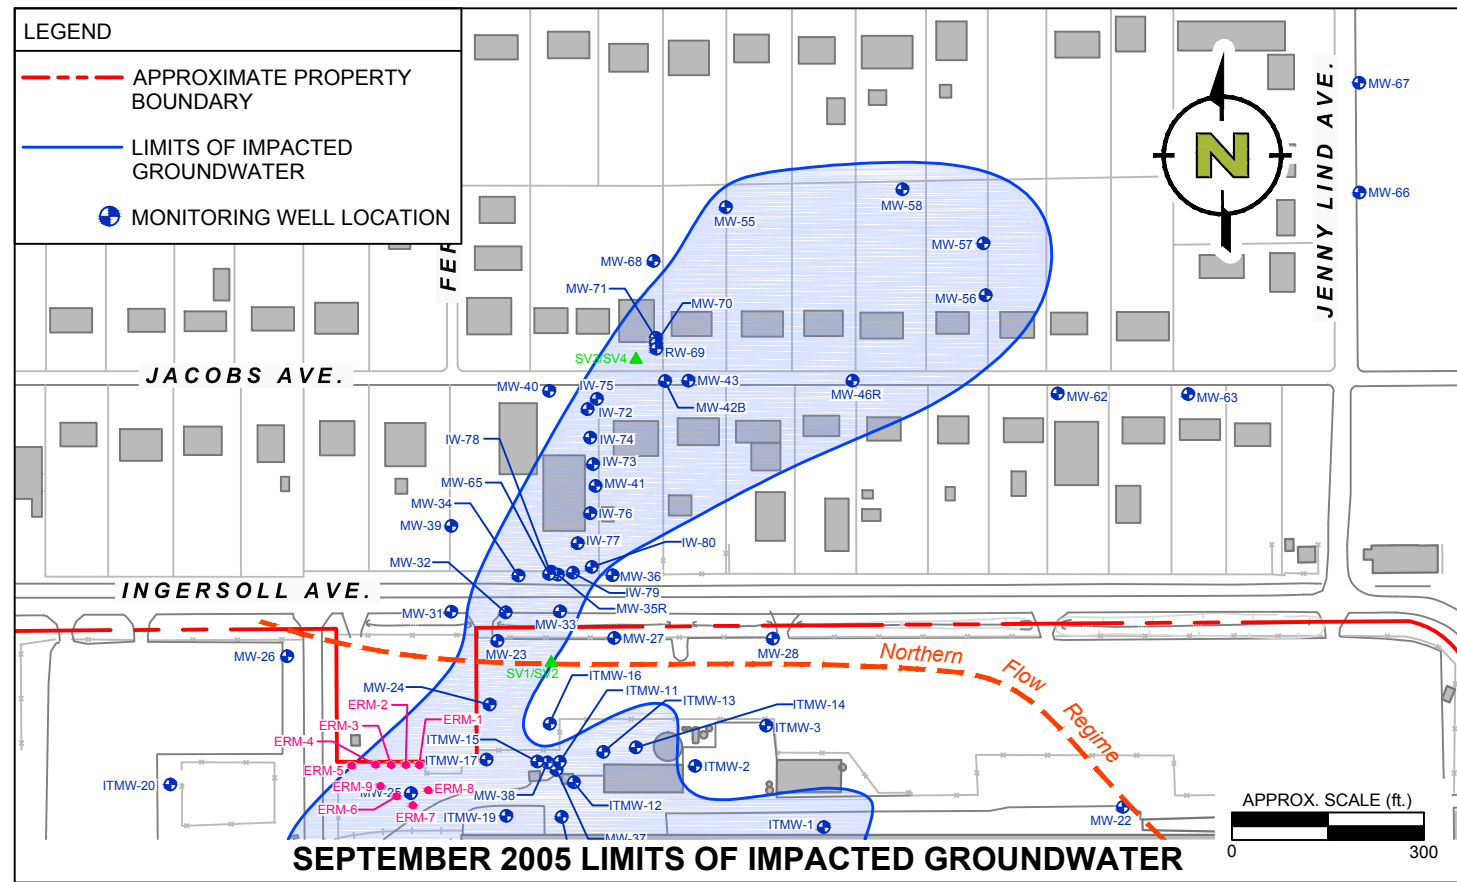 LEGEND
APPROXIMATE PROPERTY
BOUNDARY
LIMITS OF IMPACTED
GROUNDWATER
MONITORING WELL LOCATION
FER
JENNY LIND AVE.
N
MW-67
MW-66
MW-58
MW-55
MW-57
MW-68
MW-71
MW-56
MW-70
RW-69
SV3/SV4
JACOBS AVE.
MW-40
IW-75
MW-43
MW-46R
MW-62
MW-63
IW-72
MW-42B
IW-78
IW-74
IW-73
MW-65
MW-41
MW-34
IW-76
MW-39
IW-77
IW-80
MW-32
MW-36
INGERSOLL AVE.
IW-79
MW-35R
MW-31
MW-33
MW-27
MW-28
MW-23
MW-26
Northern
Flow
Regime
SV1/SV2
ITMW-16
MW-24
ITMW-11
ITMW-13
ITMW-14
ERM-2
ERM-1
ERM-3
ITMW-3
ERM-4
ITMW-15
ITMW-17
ERM-5
ITMW-2
ITMW-20
ERM-9
MW-25
ERM-8
MW-38
ERM-6
ITMW-12
ERM-7
ITMW-19
ITMW-1
MW-37
MW-22
APPROX. SCALE (ft.)
0 300
SEPTEMBER 2005 LIMITS OF IMPACTED GROUNDWATER